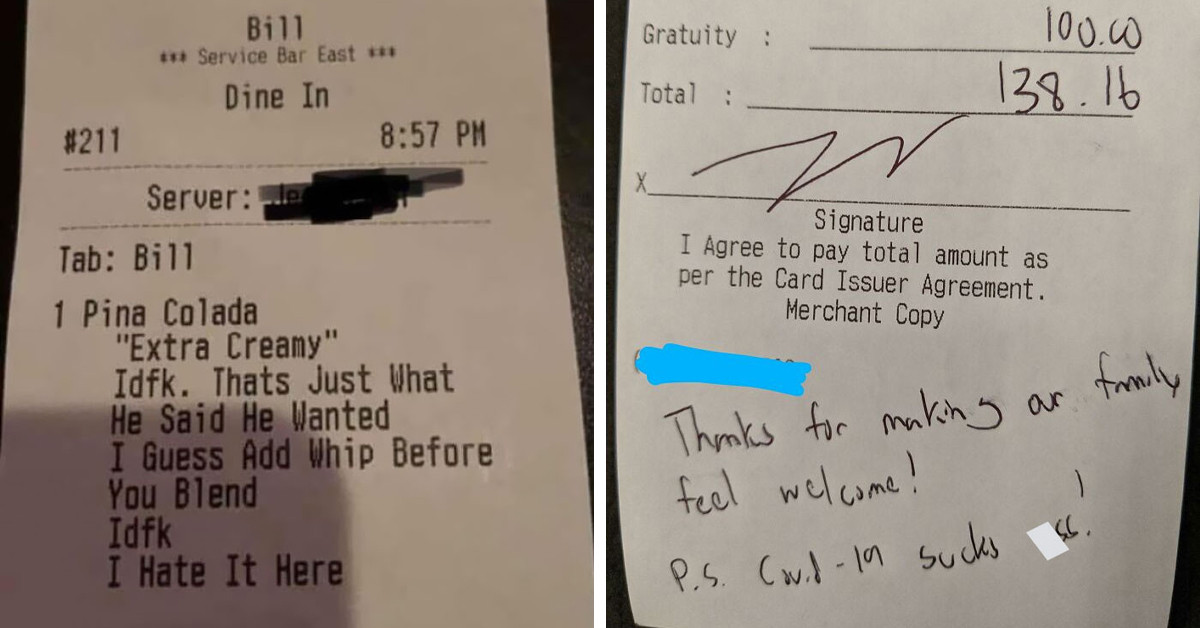 Bill
*** Service Bar East ***
Dine In
#211 8:57 PM
Server:
Tab: Bill
1 Pina Colada
"Extra Creamy"
Idfk. Thats Just What
He Said He Wanted
I Guess Add Whip Before
You Blend
Idfk
I Hate It Here
Gratuity : 100.00
Total : 138.16
X
Signature
I Agree to pay total amount as
per the Card Issuer Agreement.
Merchant Copy
Thanks for making our family
feel welcome!
P.S. Covid-19 sucks ss!